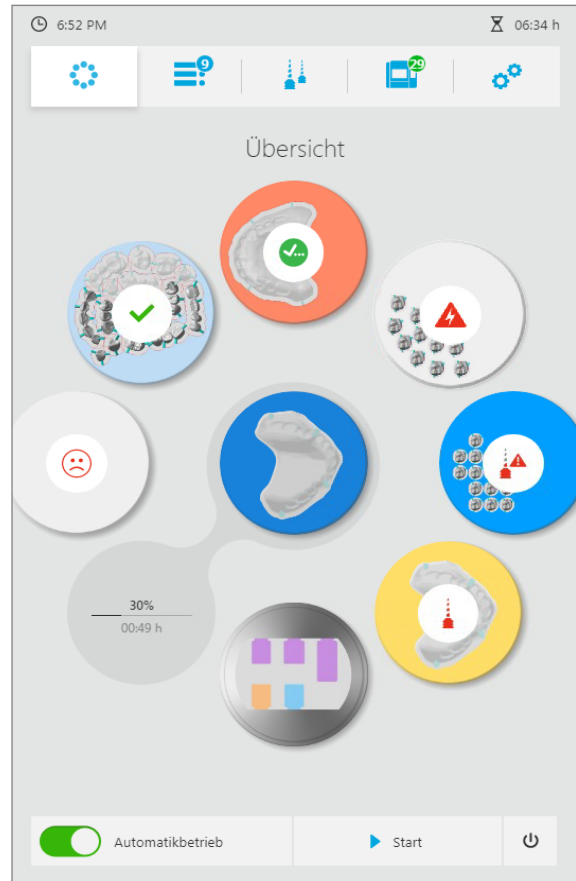 6:52 PM
06:34 h
9
29
Übersicht
30%
00:49 h
Automatikbetrieb
Start